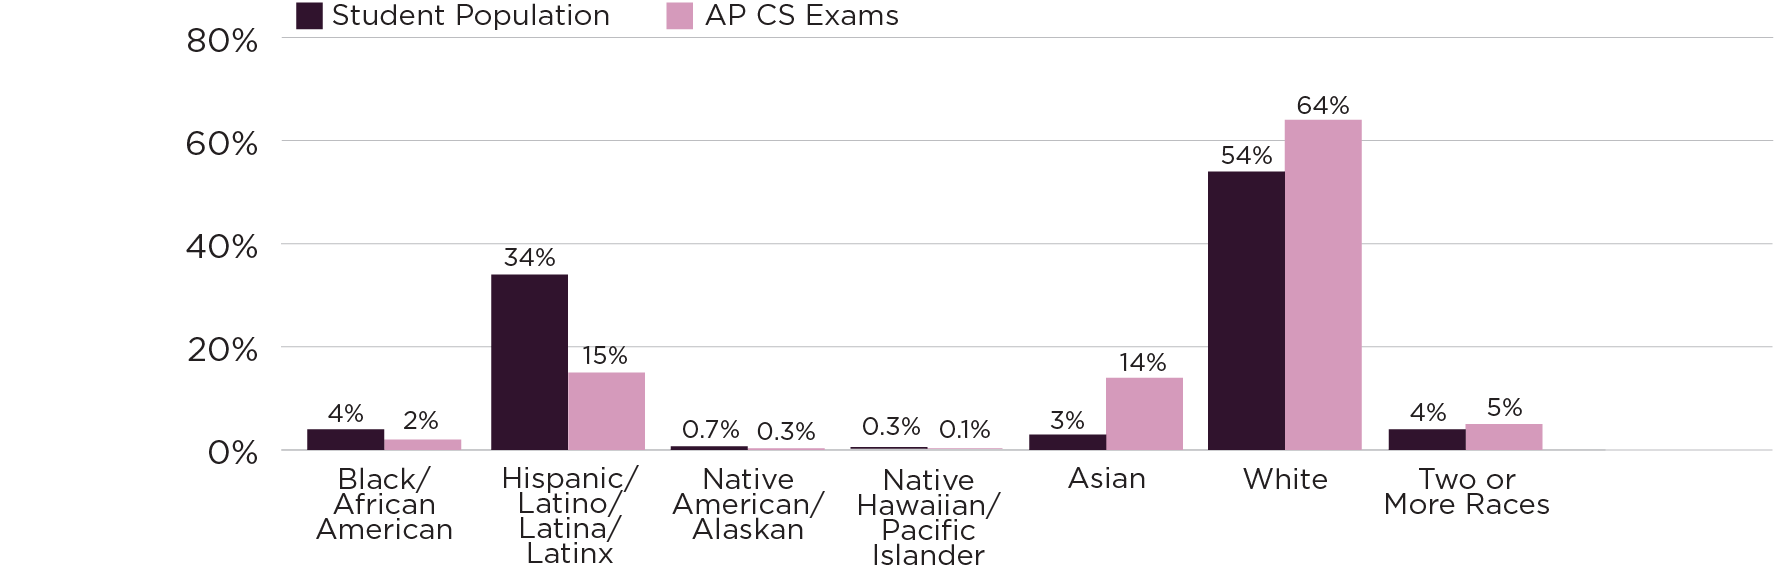 Student Population
AP CS Exams
80%
60%
40%
20%
0%
4%
2%
34%
15%
0.7%
0.3%
0.3%
0.1%
3%
14%
54%
64%
4%
5%
Black/
African
American
Hispanic/
Latino/
Latina/
Latinx
Native
American/
Alaskan
Native
Hawaiian/
Pacific
Islander
Asian
White
Two or
More Races